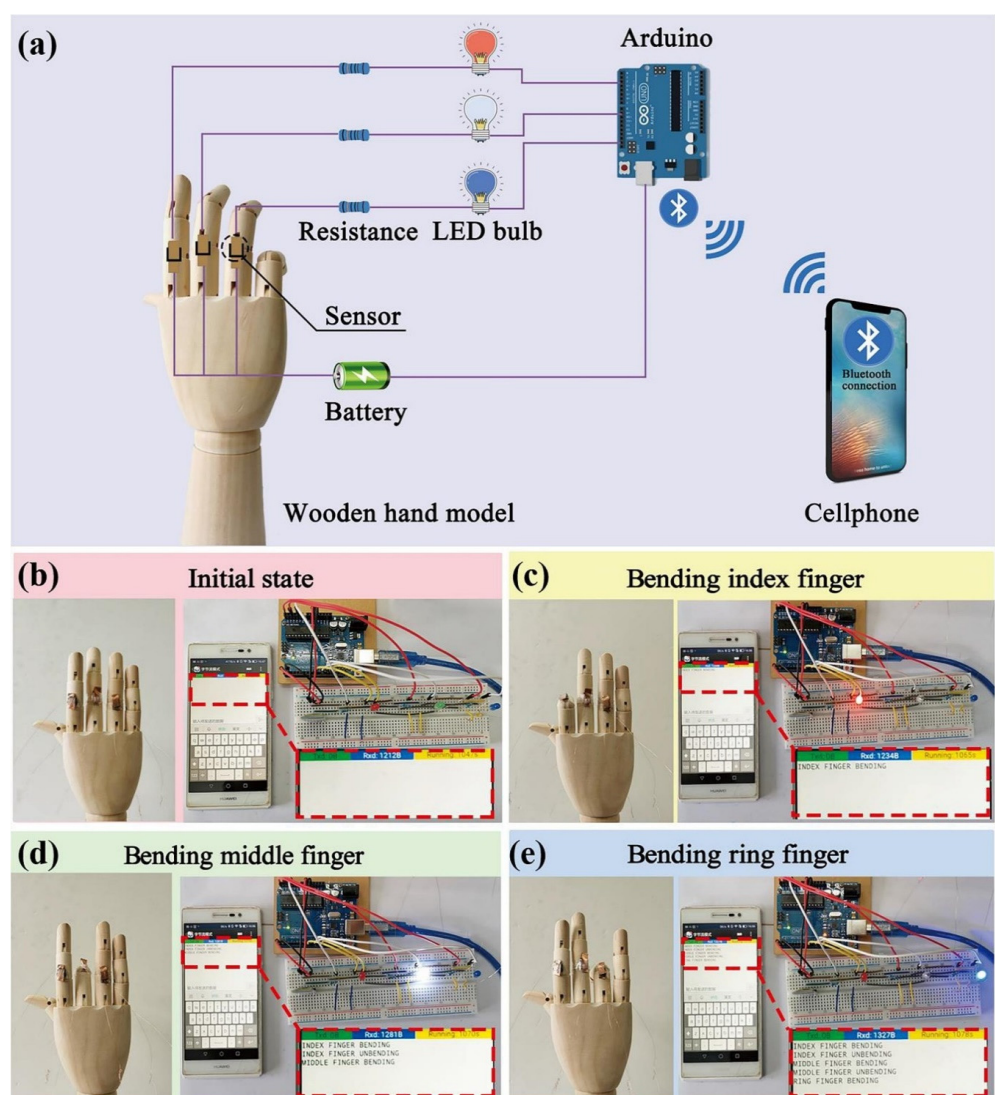 (a)
Arduino
UNO
Resistance LED bulb
Sensor
Battery
Bluetooth
connection
Wooden hand model
Cellphone
(b)
Initial state
Rxd: 1212B
(c)
Bending index finger
Rxd: 1234B
Running: 1065s
INDEX FINGER BENDING
(d)
Bending middle finger
Rxd: 1281B
INDEX FINGER BENDING
INDEX FINGER UNBENDING
MIDDLE FINGER BENDING
(e)
Bending ring finger
Rxd: 1327B
INDEX FINGER BENDING
INDEX FINGER UNBENDING
MIDDLE FINGER BENDING
MIDDLE FINGER UNBENDING
RING FINGER BENDING